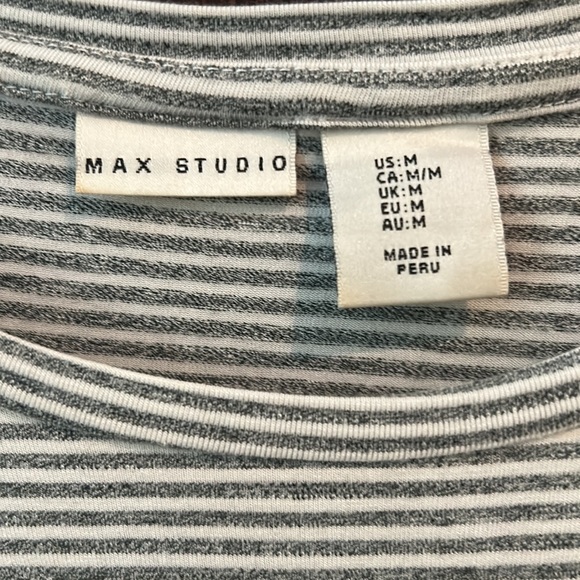 MAX STUDIO
US:M
CA:M/M
UK:M
EU:M
AU:M
MADE IN
PERU